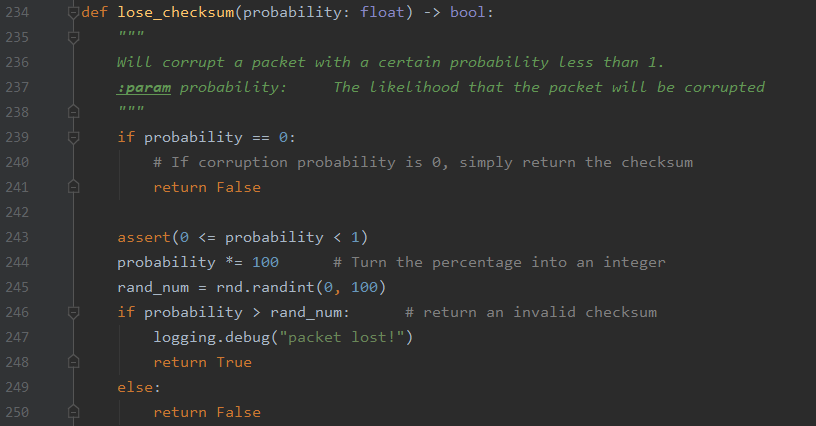 234 def lose_checksum(probability: float) -> bool:
235     """
236     Will corrupt a packet with a certain probability less than 1.
237     :param probability:     The likelihood that the packet will be corrupted
238     """
239     if probability == 0:
240         # If corruption probability is 0, simply return the checksum
241         return False
242
243     assert(0 <= probability < 1)
244     probability *= 100      # Turn the percentage into an integer
245     rand_num = rnd.randint(0, 100)
246     if probability > rand_num:      # return an invalid checksum
247         logging.debug("packet lost!")
248         return True
249     else:
250         return False